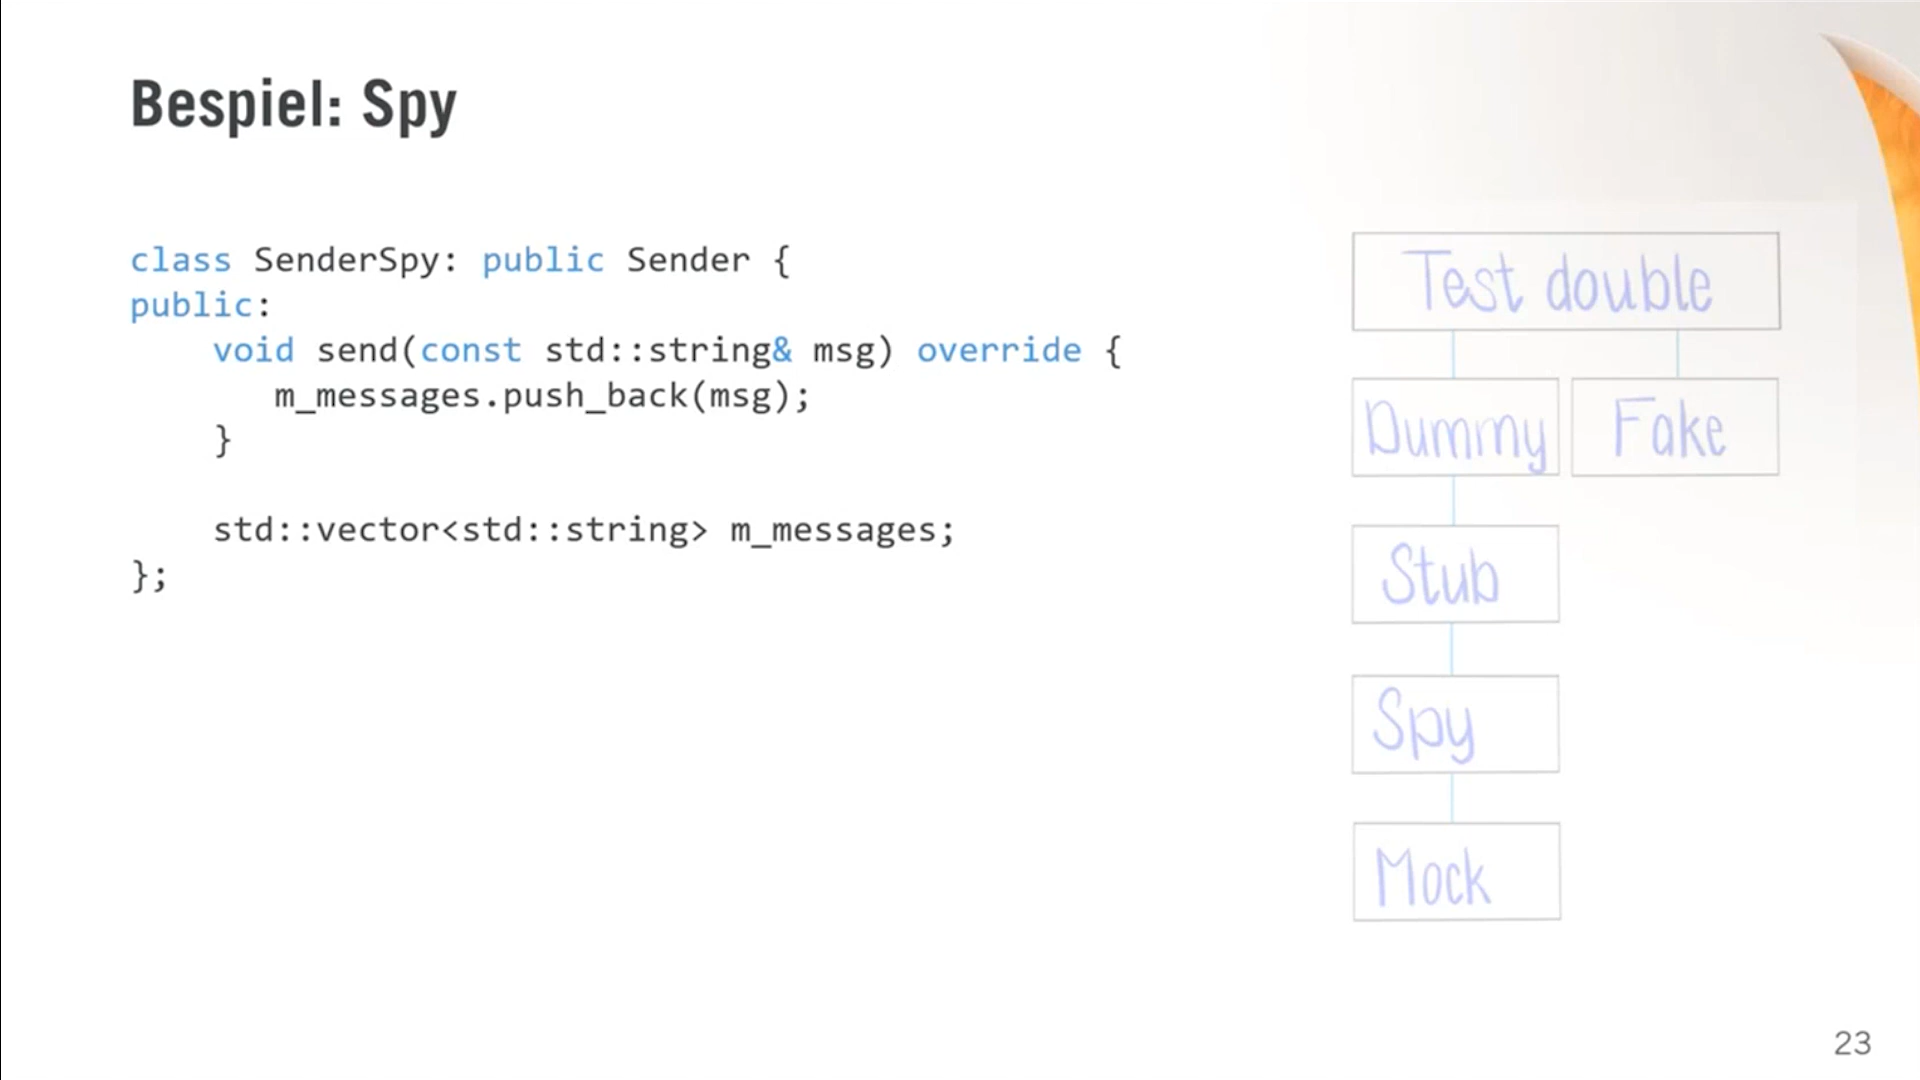 Bespiel: Spy
class SenderSpy: public Sender {
public:
void send(const std::string& msg) override {
m_messages.push_back(msg);
}
std::vector<std::string> m_messages;
};
Test double
Dummy
Fake
Stub
Spy
Mock
23